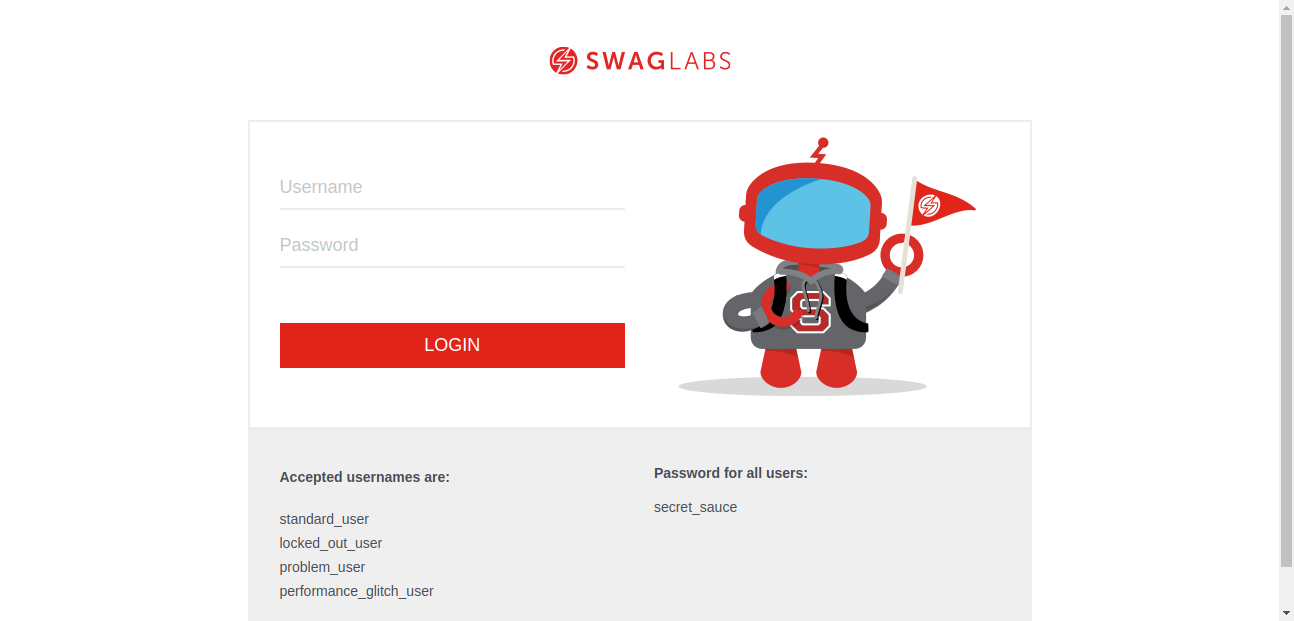 SWAGLABS
Username
Password
LOGIN
Accepted usernames are:
standard_user
locked_out_user
problem_user
performance_glitch_user
Password for all users:
secret_sauce
S